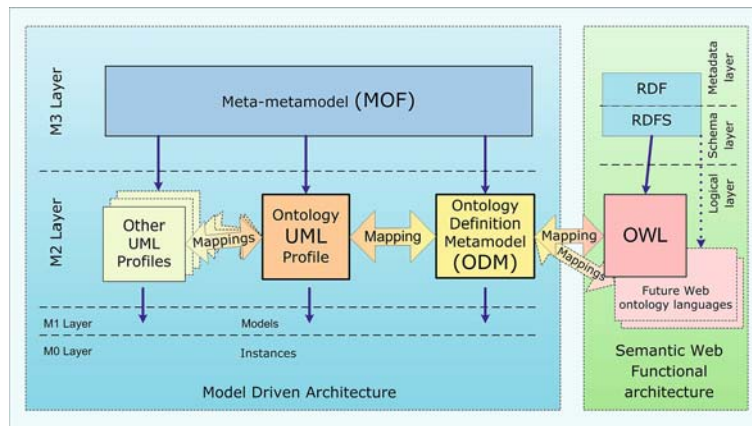 M3 Layer
Meta-metamodel (MOF)
RDF
RDFS
Metadata
layer
Schema
layer
Logical
layer
M2 Layer
Other
UML
Profiles
Mappings
Ontology
UML
Profile
Mapping
Ontology
Definition
Metamodel
(ODM)
Mapping
Mappings
OWL
Future Web
ontology languages
M1 Layer
Models
M0 Layer
Instances
Model Driven Architecture
Semantic Web
Functional
architecture